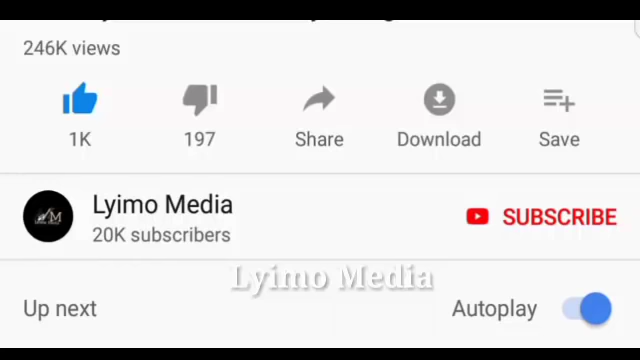 246K views
1K
197
Share
Download
Save
Lyimo Media
20K subscribers
SUBSCRIBE
Lyimo Media
Up next
Autoplay